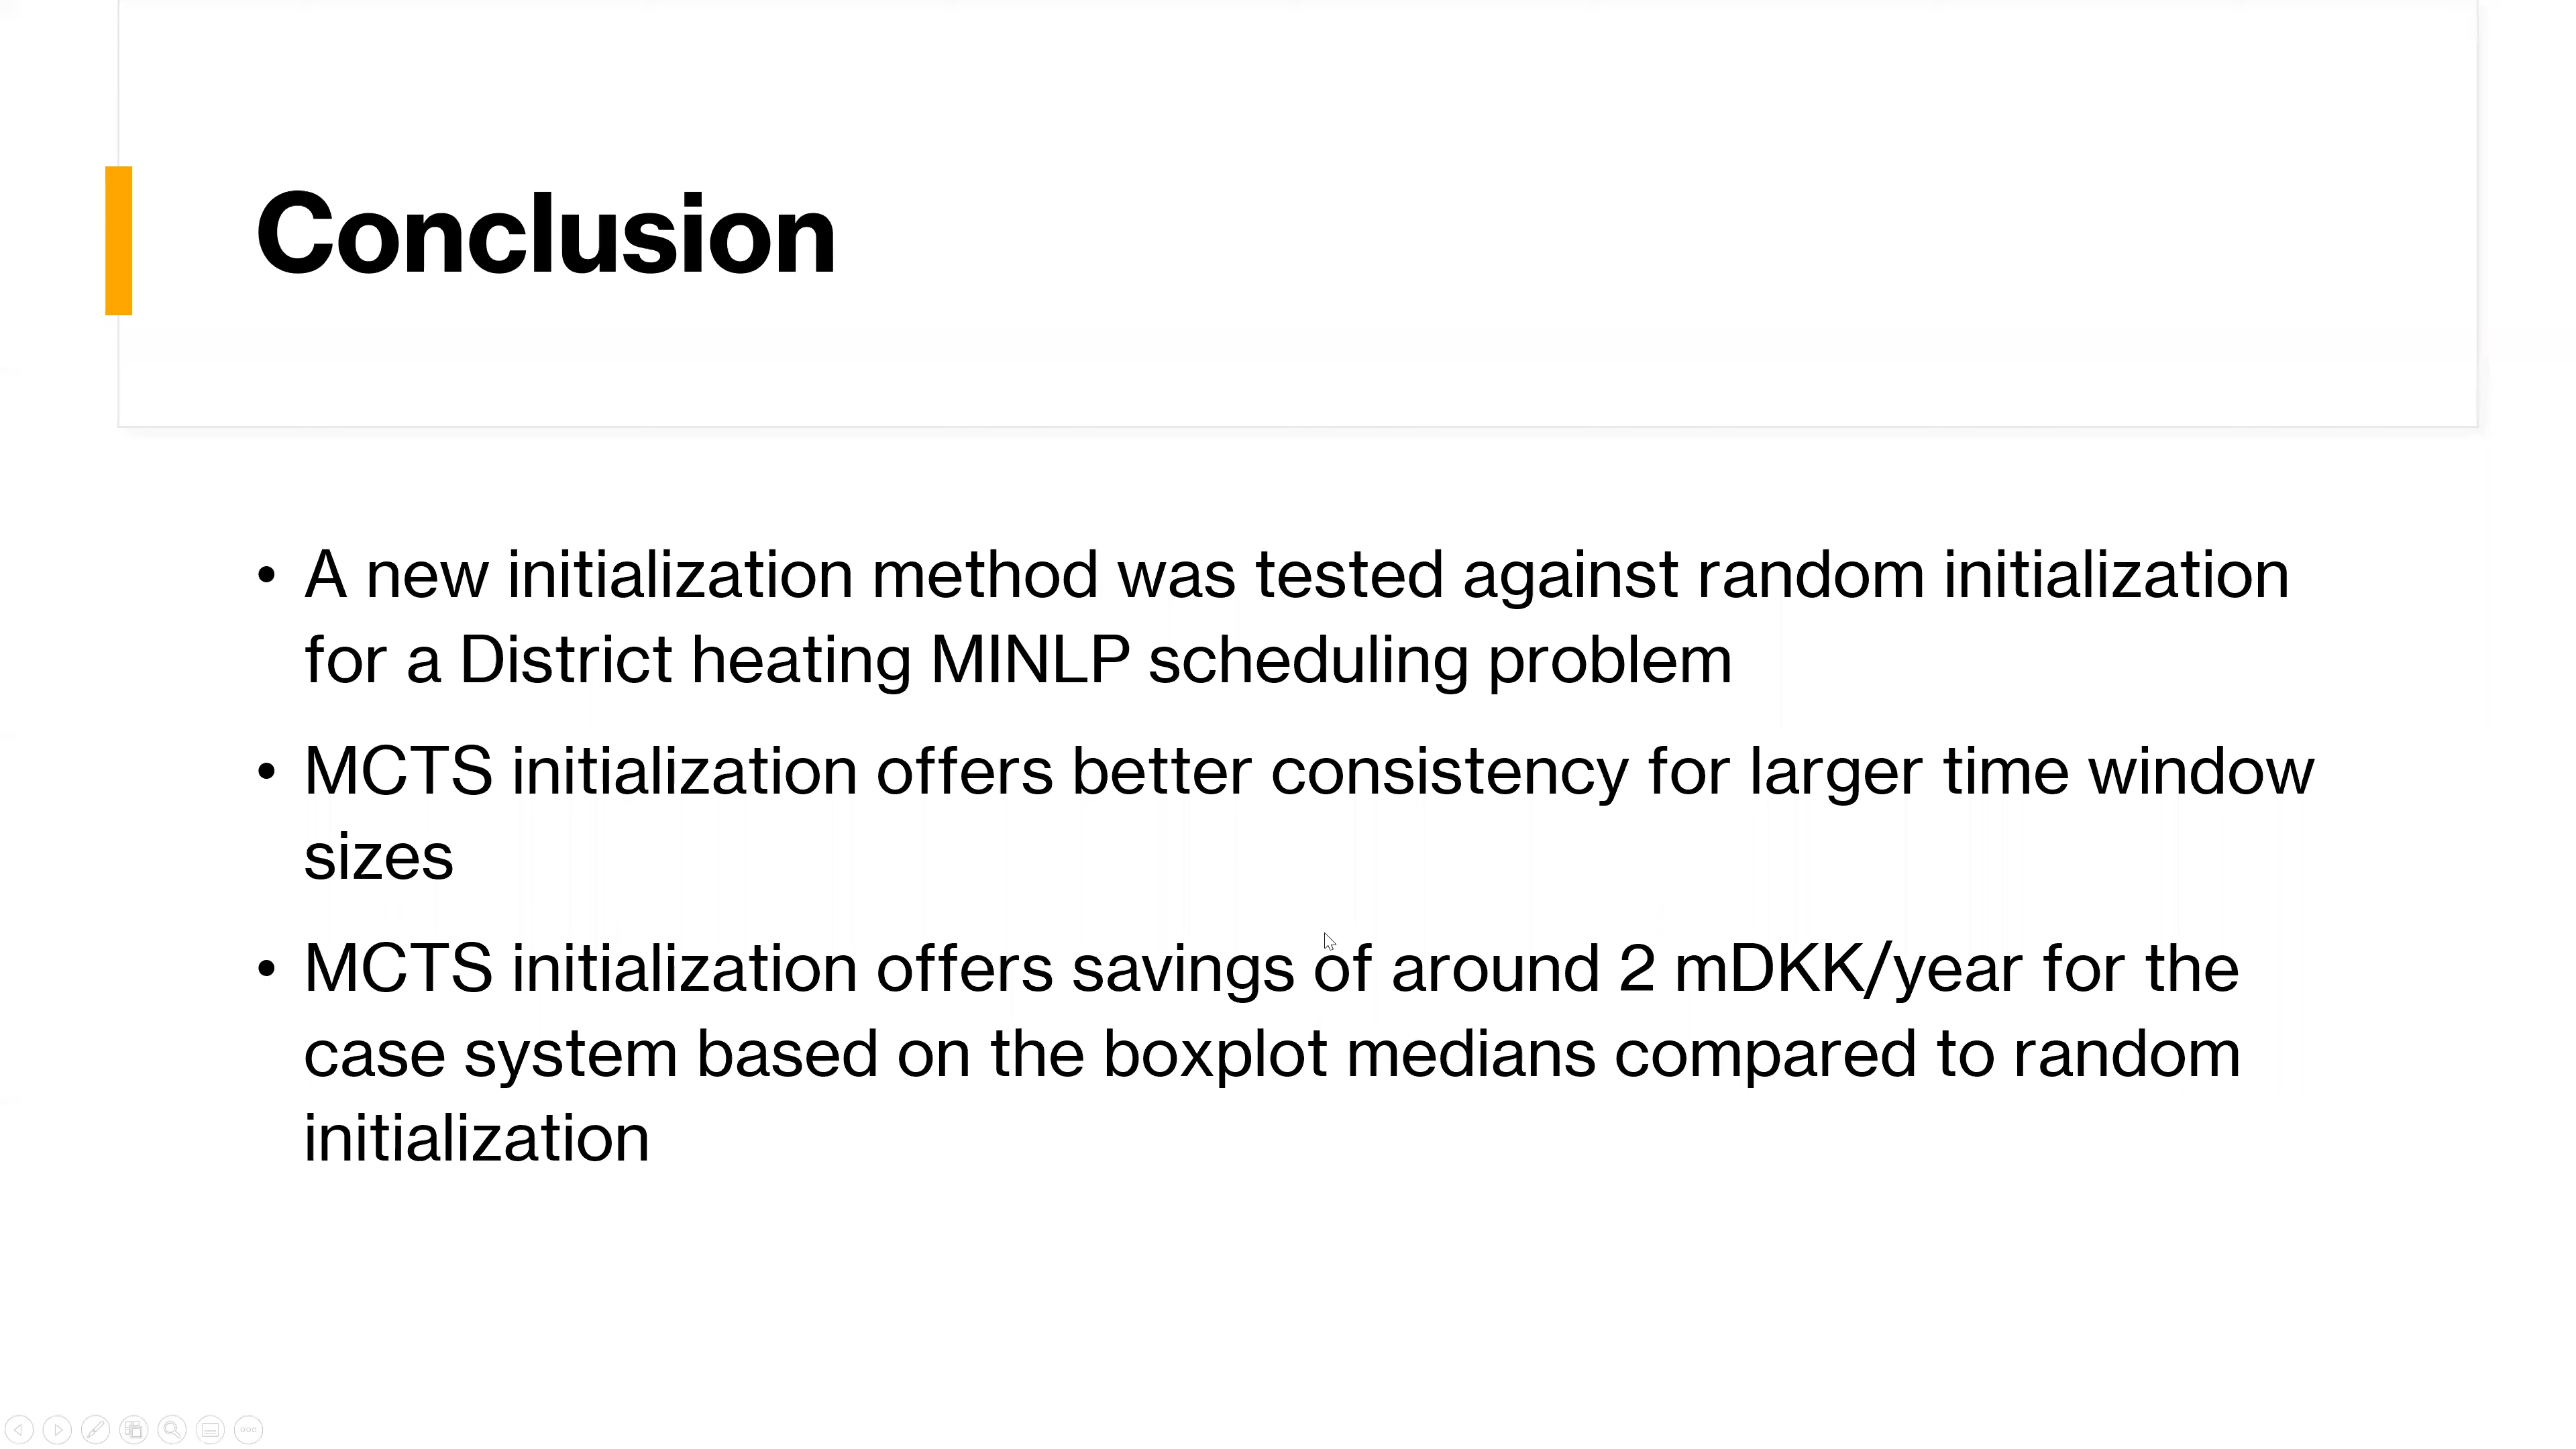 Conclusion
• A new initialization method was tested against random initialization
for a District heating MINLP scheduling problem
• MCTS initialization offers better consistency for larger time window
sizes
• MCTS initialization offers savings of around 2 mDKK/year for the
case system based on the boxplot medians compared to random
initialization